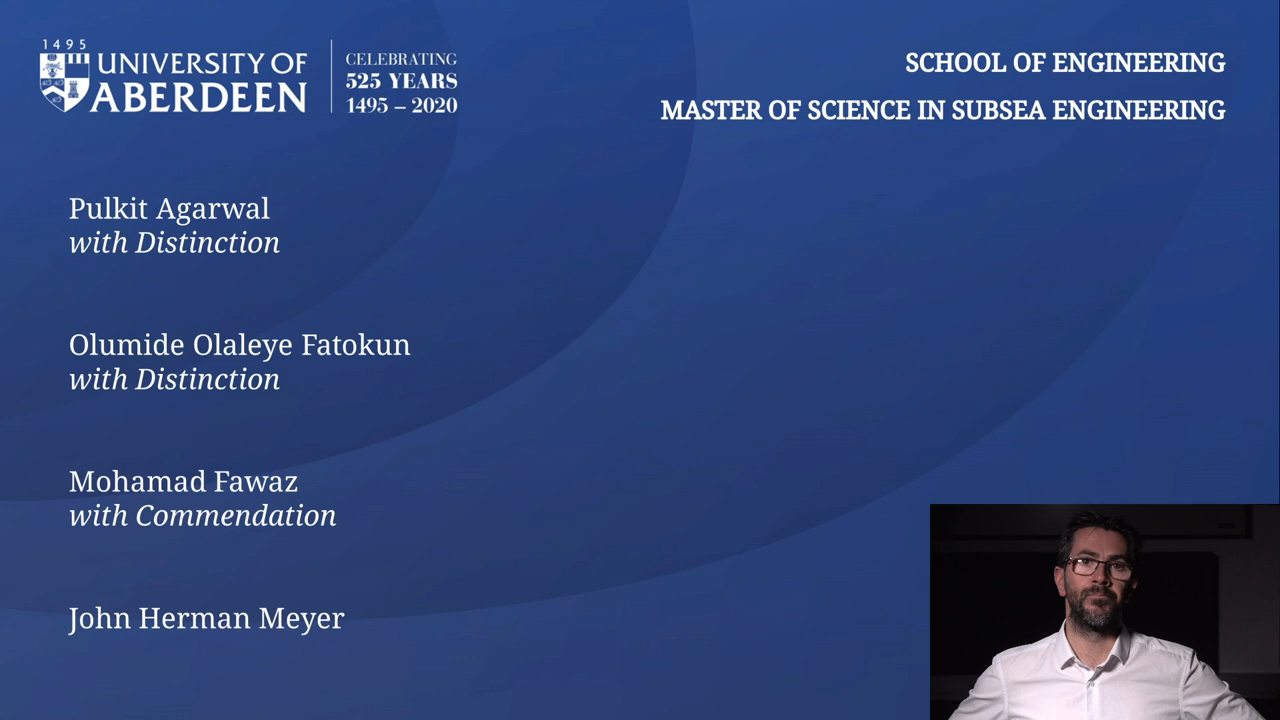 1495
UNIVERSITY OF
ABERDEEN
CELEBRATING
525 YEARS
1495 – 2020
SCHOOL OF ENGINEERING
MASTER OF SCIENCE IN SUBSEA ENGINEERING
Pulkit Agarwal
with Distinction
Olumide Olaleye Fatokun
with Distinction
Mohamad Fawaz
with Commendation
John Herman Meyer